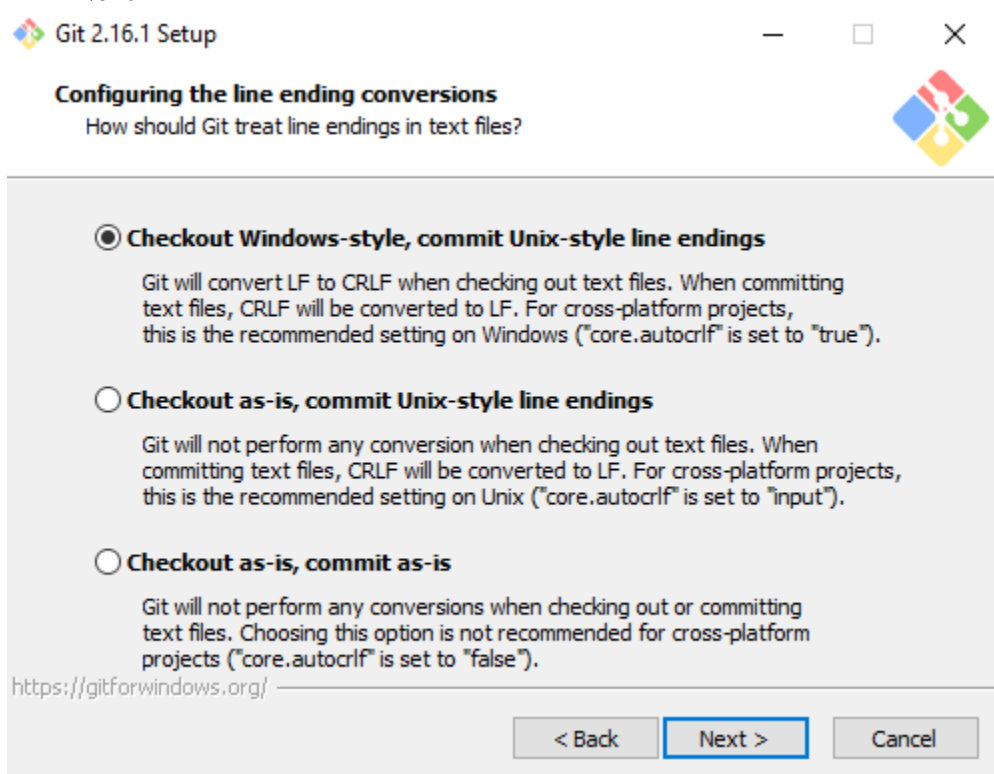 Git 2.16.1 Setup
Configuring the line ending conversions
How should Git treat line endings in text files?
Checkout Windows-style, commit Unix-style line endings
Git will convert LF to CRLF when checking out text files. When committing
text files, CRLF will be converted to LF. For cross-platform projects,
this is the recommended setting on Windows ("core.autocrlf" is set to "true").
Checkout as-is, commit Unix-style line endings
Git will not perform any conversion when checking out text files. When
committing text files, CRLF will be converted to LF. For cross-platform projects,
this is the recommended setting on Unix ("core.autocrlf" is set to "input").
Checkout as-is, commit as-is
Git will not perform any conversions when checking out or committing
text files. Choosing this option is not recommended for cross-platform
projects ("core.autocrlf" is set to "false").
https://gitforwindows.org/
< Back Next > Cancel